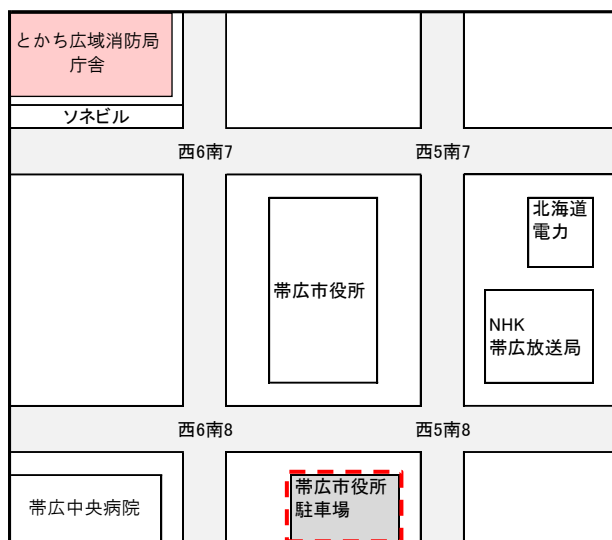 とかち広域消防局
庁舎
ソネビル
西6南7
西5南7
北海道
電力
帯広市役所
NHK
帯広放送局
西6南8
西5南8
帯広中央病院
帯広市役所
駐車場